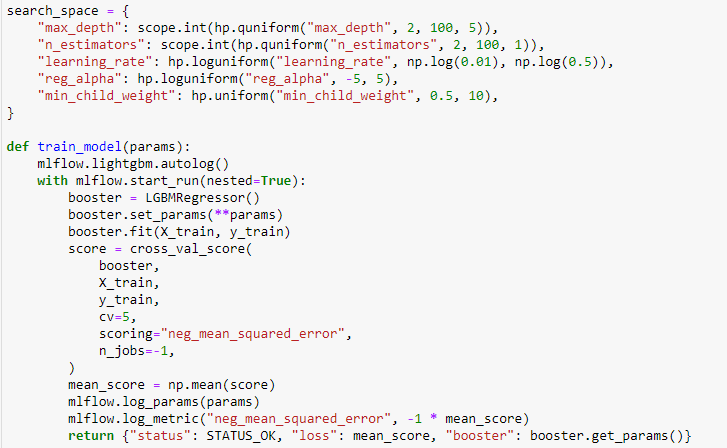 search_space = {
    "max_depth": scope.int(hp.quniform("max_depth", 2, 100, 5)),
    "n_estimators": scope.int(hp.quniform("n_estimators", 2, 100, 1)),
    "learning_rate": hp.loguniform("learning_rate", np.log(0.01), np.log(0.5)),
    "reg_alpha": hp.loguniform("reg_alpha", -5, 5),
    "min_child_weight": hp.uniform("min_child_weight", 0.5, 10),
}
def train_model(params):
    mlflow.lightgbm.autolog()
    with mlflow.start_run(nested=True):
        booster = LGBMRegressor()
        booster.set_params(**params)
        booster.fit(X_train, y_train)
        score = cross_val_score(
            booster,
            X_train,
            y_train,
            cv=5,
            scoring="neg_mean_squared_error",
            n_jobs=-1,
        )
        mean_score = np.mean(score)
        mlflow.log_params(params)
        mlflow.log_metric("neg_mean_squared_error", -1 * mean_score)
        return {"status": STATUS_OK, "loss": mean_score, "booster": booster.get_params()}